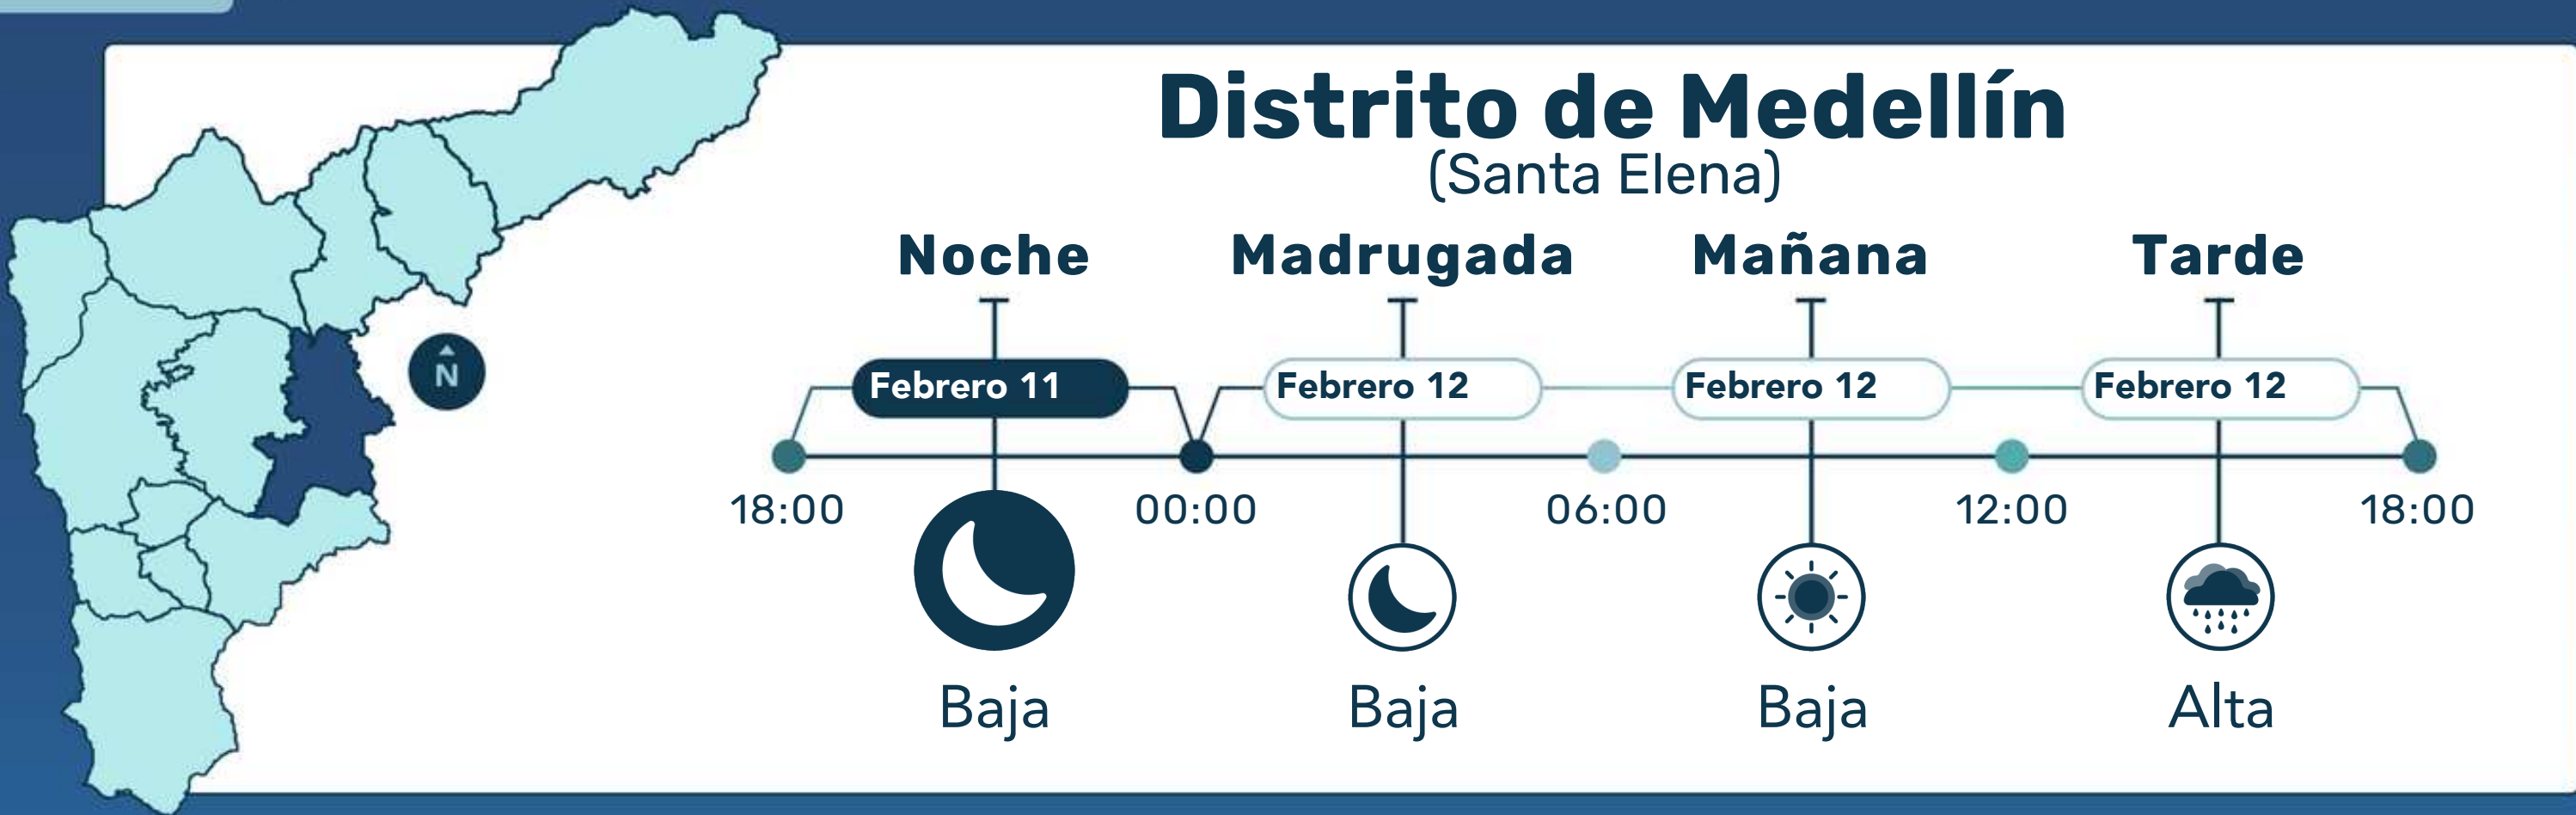 Distrito de Medellín
(Santa Elena)
Noche Madrugada Mañana Tarde
Febrero 11 Febrero 12 Febrero 12 Febrero 12
N
18:00 00:00 06:00 12:00 18:00
Baja Baja Baja Alta